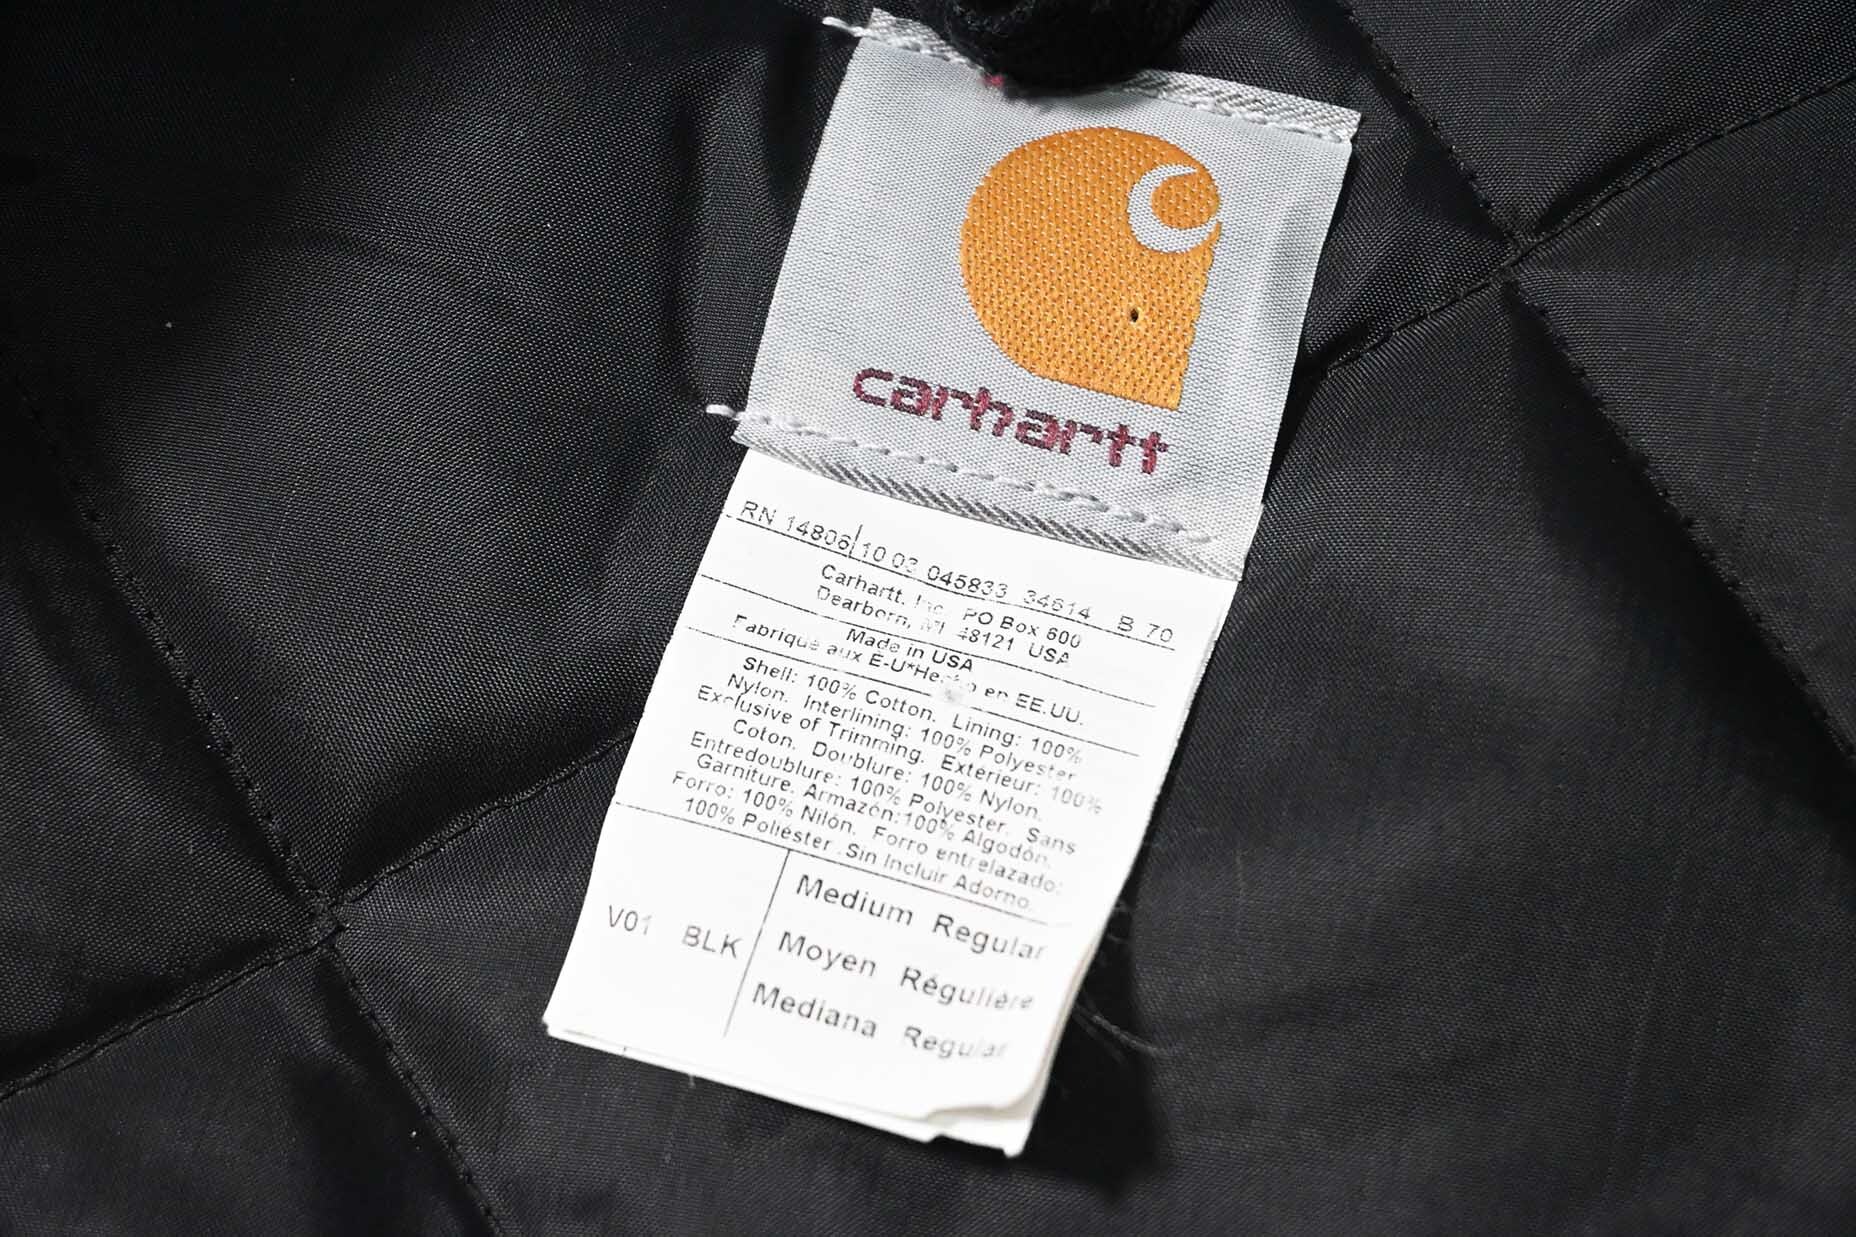 carhartt
RN 14806 10 03 045833 34614 B 70
Carhartt, Inc. PO Box 600
Dearborn, MI 48121 USA
Made in USA
Fabrique aux E-U*Hecho en EE.UU.
Shell: 100% Cotton. Lining: 100%
Nylon. Interlining: 100% Polyester
Exclusive of Trimming. Extérieur: 100%
Coton. Doublure: 100% Nylon.
Entredoublure: 100% Polyester. Sans
Garniture. Armazón:100% Algodón.
Forro: 100% Nilón. Forro entrelazado:
100% Poliéster .Sin Incluir Adorno.
V01 BLK
Medium Regular
Moyen Régulière
Mediana Regular